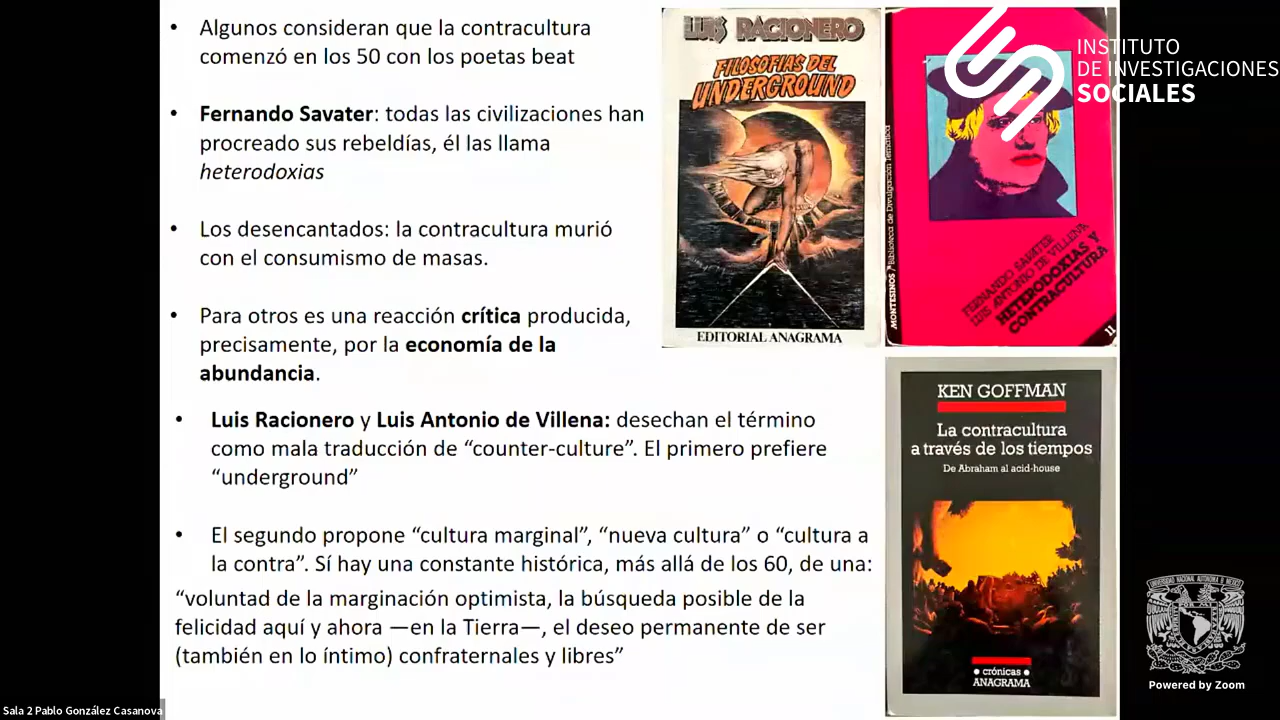 • Algunos consideran que la contracultura
comenzó en los 50 con los poetas beat
• Fernando Savater: todas las civilizaciones han
procreado sus rebeldías, él las llama
heterodoxias
• Los desencantados: la contracultura murió
con el consumismo de masas.
• Para otros es una reacción crítica producida,
precisamente, por la economía de la
abundancia.
• Luis Racionero y Luis Antonio de Villena: desechan el término
como mala traducción de “counter-culture”. El primero prefiere
“underground”
• El segundo propone “cultura marginal”, “nueva cultura” o “cultura a
la contra”. Sí hay una constante histórica, más allá de los 60, de una:
“voluntad de la marginación optimista, la búsqueda posible de la
felicidad aquí y ahora —en la Tierra—, el deseo permanente de ser
(también en lo íntimo) confraternales y libres”
LUIS RACIONERO
FILOSOFIAS DEL
UNDERGROUND
EDITORIAL ANAGRAMA
MONTESINOS / Biblioteca de Divulgación Temática
FERNANDO SAVATER
LUIS ANTONIO DE VILLENA
HETERODOXIAS Y
CONTRACULTURA
11
KEN GOFFMAN
La contracultura
a través de los tiempos
De Abraham al acid-house
• crónicas •
ANAGRAMA
INSTITUTO
DE INVESTIGACIONES
SOCIALES
Powered by Zoom
Sala 2 Pablo González Casanova